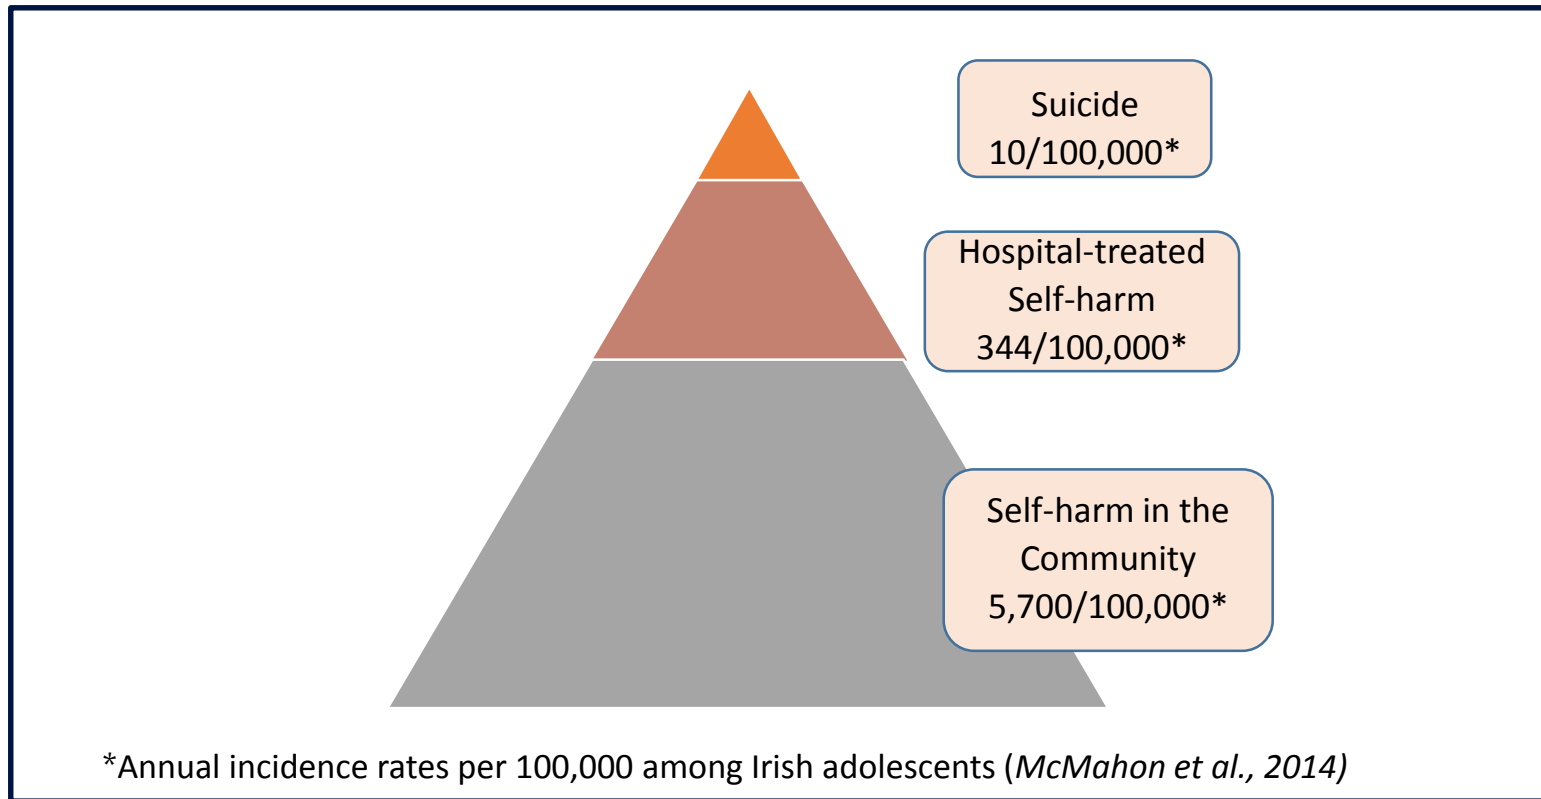 Suicide
10/100,000*
Hospital-treated
Self-harm
344/100,000*
Self-harm in the
Community
5,700/100,000*
*Annual incidence rates per 100,000 among Irish adolescents (McMahon et al., 2014)